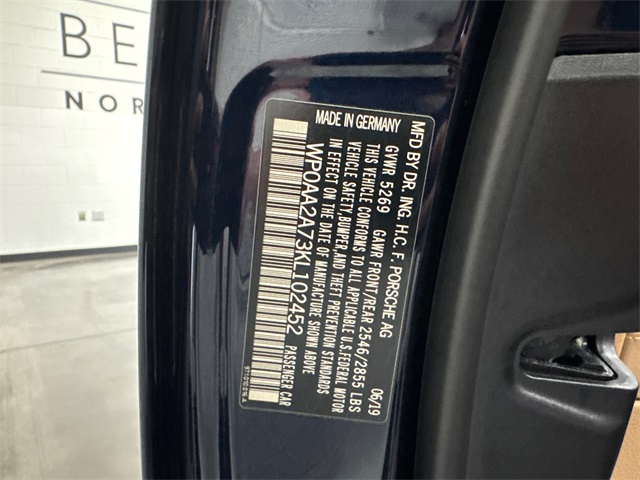 BE
NOR
MFD BY DR. ING. H.C. F. PORSCHE AG
MADE IN GERMANY
GVWR 5269 GAWR FRONT/REAR 2546/2855 LBS 06/19
THIS VEHICLE CONFORMS TO ALL APPLICABLE U.S.FEDERAL MOTOR
VEHICLE SAFETY,BUMPER,AND THEFT PREVENTION STANDARDS
IN EFFECT ON THE DATE OF MANUFACTURE SHOWN ABOVE
WP0AA2A73KL102452
PASSENGER CAR